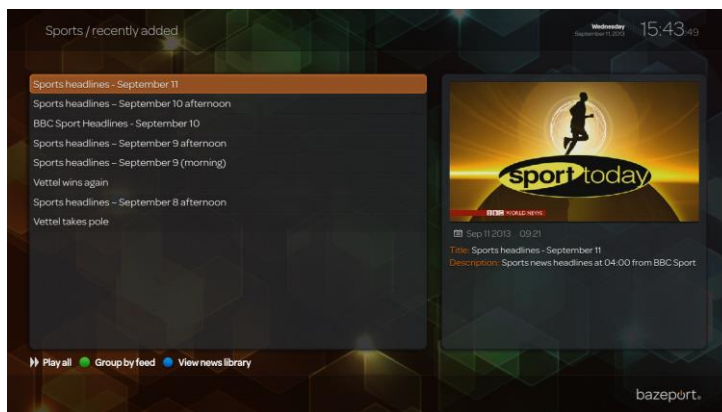 Sports / recently added
Wednesday
September 11, 2013
15:43:49
Sports headlines - September 11
Sports headlines – September 10 afternoon
BBC Sport Headlines - September 10
Sports headlines – September 9 afternoon
Sports headlines – September 9 (morning)
Vettel wins again
Sports headlines – September 8 afternoon
Vettel takes pole
sport today
BBC WORLD NEWS
Sep 11 2013 09:21
Title: Sports headlines - September 11
Description: Sports news headlines at 04:00 from BBC Sport
Play all Group by feed View news library
bazeport.